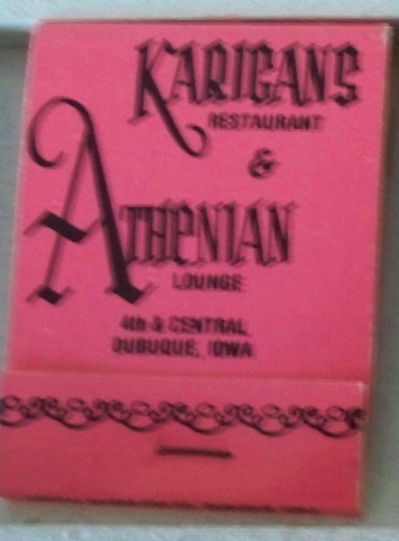 KARIGANS
RESTAURANT
&
ATHENIAN
LOUNGE
4th & CENTRAL
DUBUQUE, IOWA